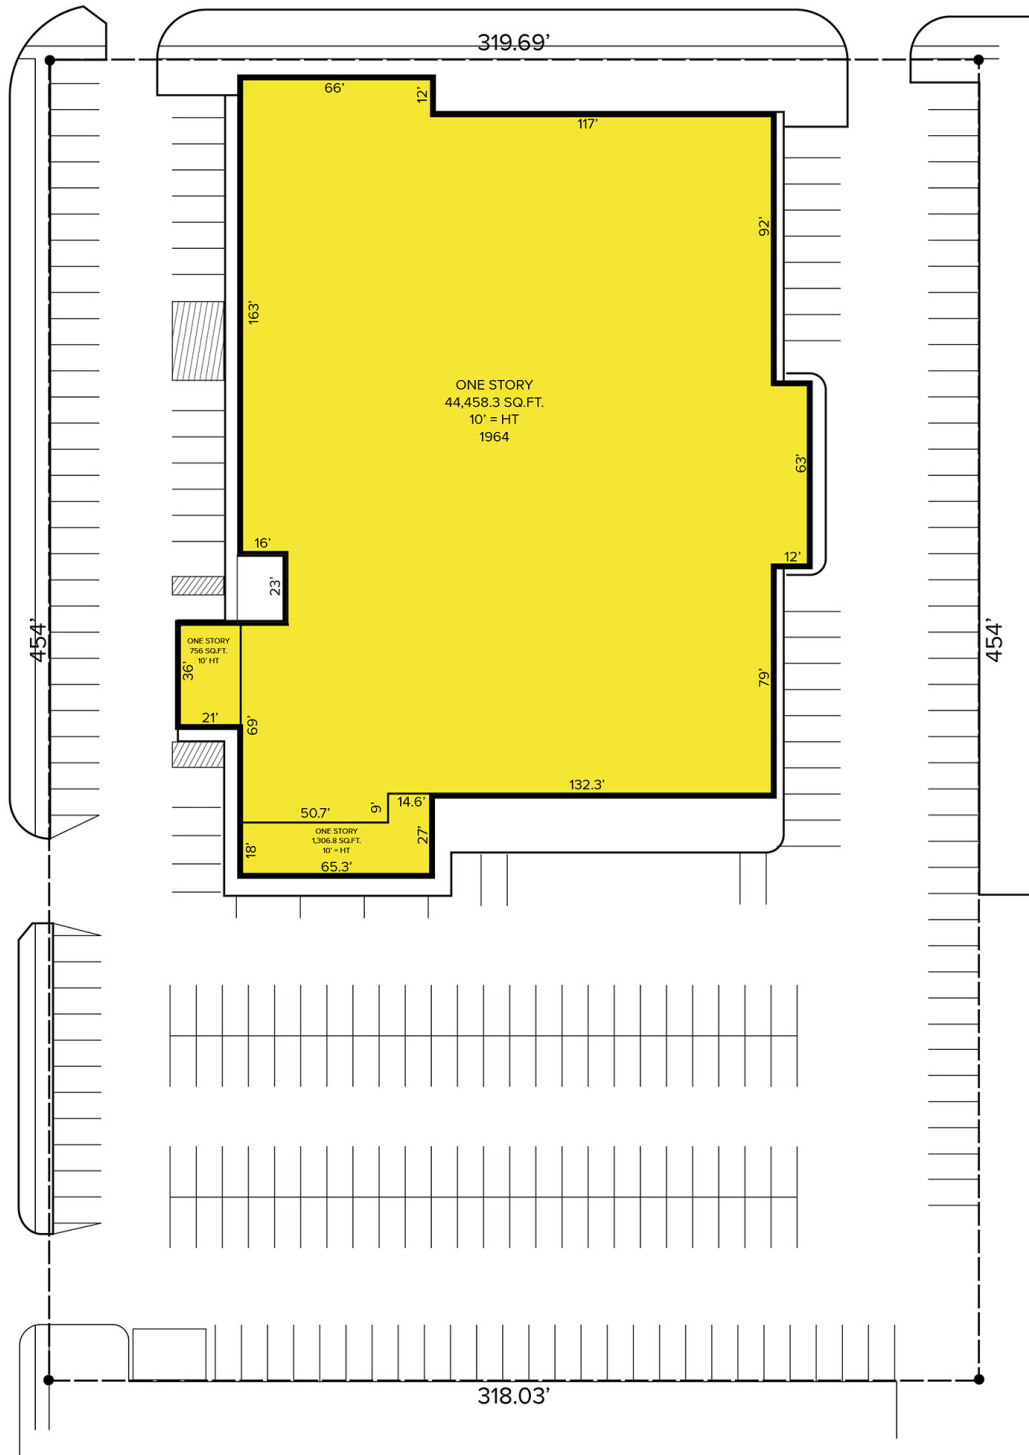 319.69’
66’
12’
117’
92’
163’
ONE STORY
44,458.3 SQ.FT.
10’ = HT
1964
63’
16’
12’
23’
454’
454’
ONE STORY
756 SQ.FT.
10’ HT
36’
21’
69’
79’
132.3’
14.6’
9’
50.7’
ONE STORY
1,306.8 SQ.FT.
10’ = HT
27’
18’
65.3’
318.03’